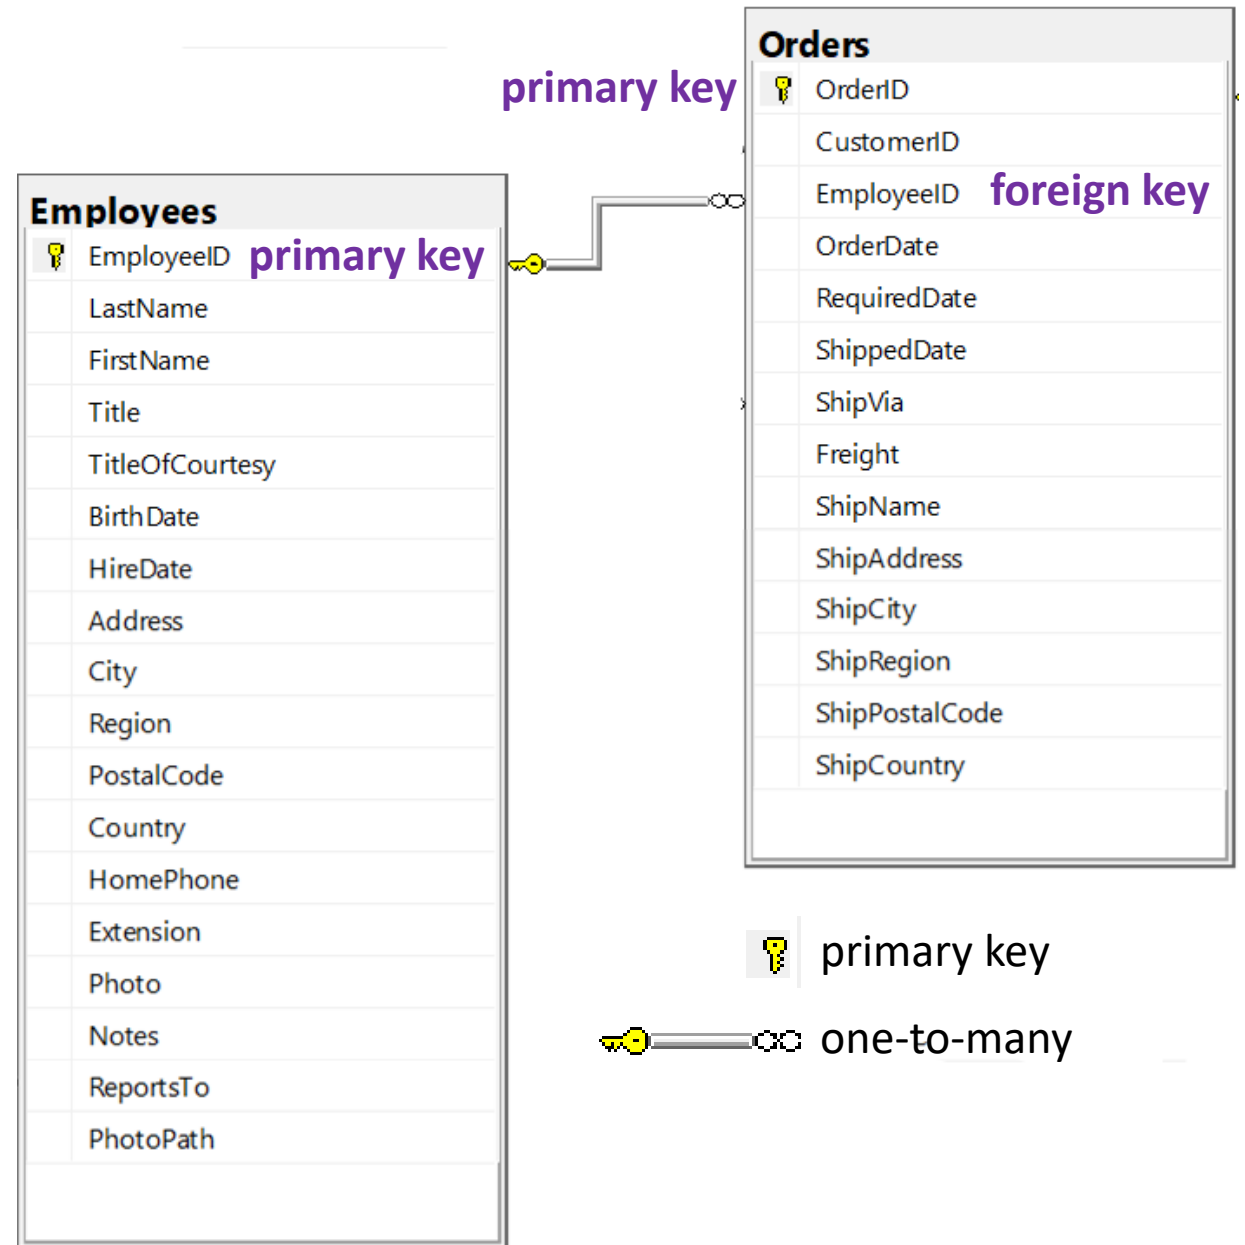 Orders
primary key
OrderID
CustomerID
EmployeeID foreign key
OrderDate
RequiredDate
ShippedDate
ShipVia
Freight
ShipName
ShipAddress
ShipCity
ShipRegion
ShipPostalCode
ShipCountry
Employees
EmployeeID primary key
LastName
FirstName
Title
TitleOfCourtesy
BirthDate
HireDate
Address
City
Region
PostalCode
Country
HomePhone
Extension
Photo
Notes
ReportsTo
PhotoPath
primary key
one-to-many